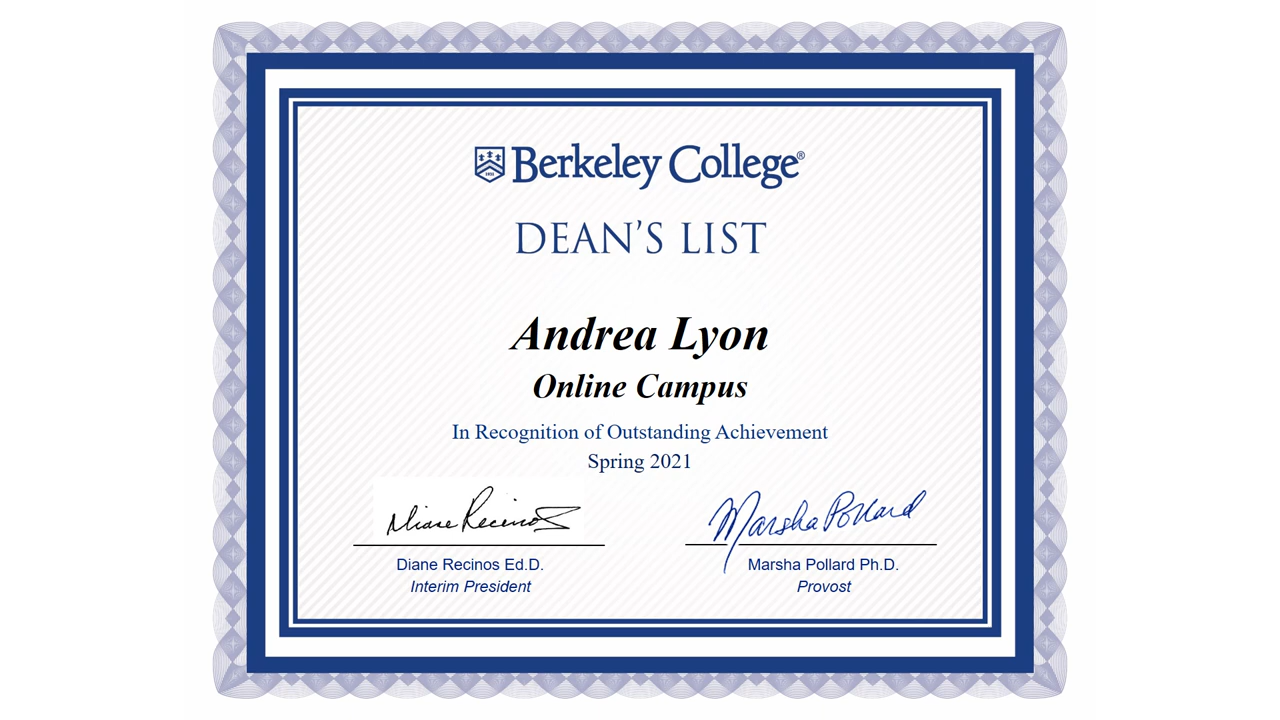 Berkeley College®
DEAN'S LIST
Andrea Lyon
Online Campus
In Recognition of Outstanding Achievement
Spring 2021
Diane Recinos
Marsha Pollard
Diane Recinos Ed.D.
Marsha Pollard Ph.D.
Interim President
Provost